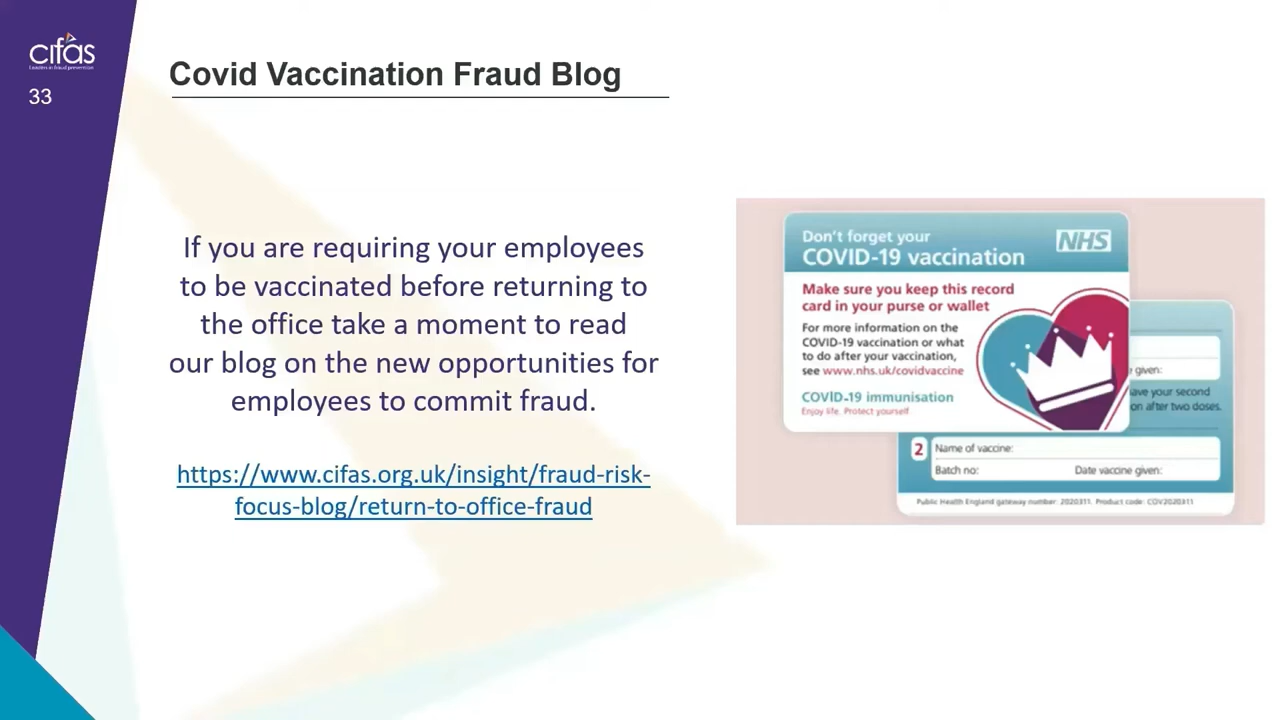 cifas
Leaders in fraud prevention
33
Covid Vaccination Fraud Blog
If you are requiring your employees
to be vaccinated before returning to
the office take a moment to read
our blog on the new opportunities for
employees to commit fraud.
https://www.cifas.org.uk/insight/fraud-risk-
focus-blog/return-to-office-fraud
Don't forget your
COVID-19 vaccination
NHS
Make sure you keep this record
card in your purse or wallet
For more information on the
COVID-19 vaccination or what
to do after your vaccination,
see www.nhs.uk/covidvaccine
COVID-19 immunisation
Enjoy life. Protect yourself
given:
ave your second
on after two doses.
2
Name of vaccine:
Batch no: Date vaccine given:
Public Health England gateway number: 2020311. Product code: COV2020311